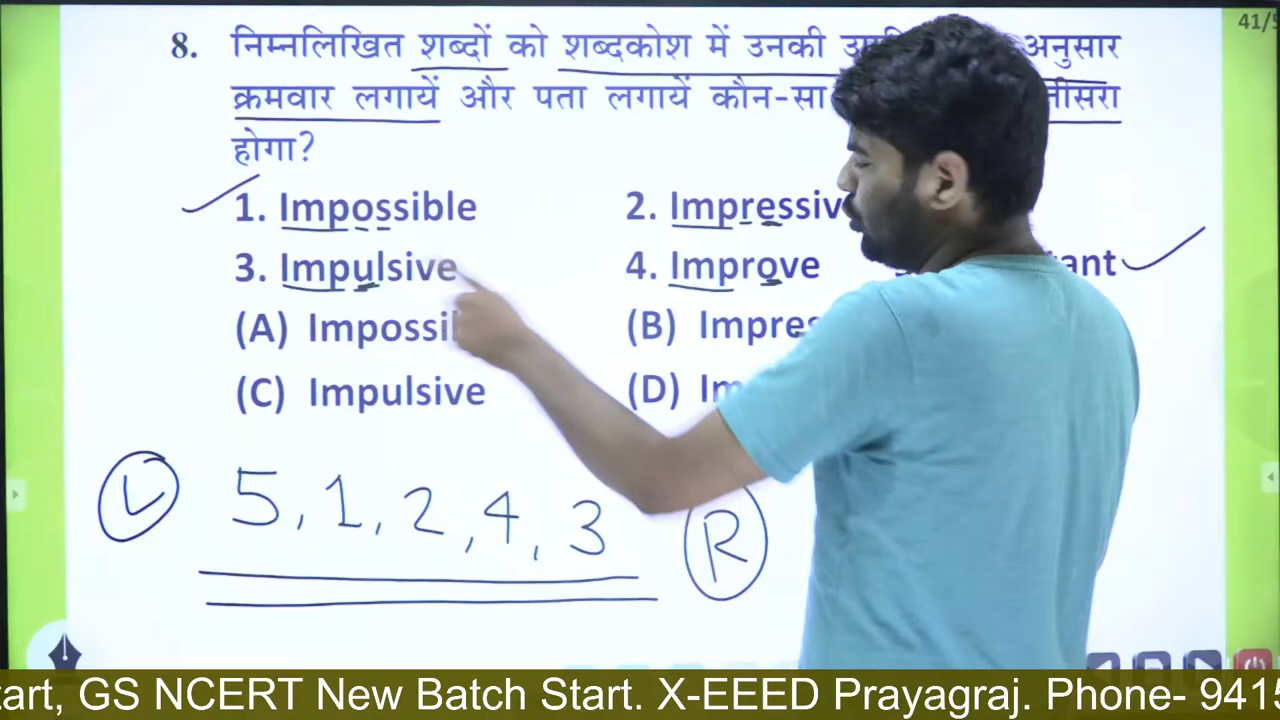 41/
8. निम्नलिखित शब्दों को शब्दकोश में उनकी अनुसार
क्रमवार लगायें और पता लगायें कौन-सा तीसरा
होगा?
1. Impossible 2. Impressiv
3. Impulsive 4. Improve tant
(A) Impossi (B) Impres
(C) Impulsive (D) Im
L 5, 1, 2, 4, 3 R
tart, GS NCERT New Batch Start. X-EEED Prayagraj. Phone- 9415